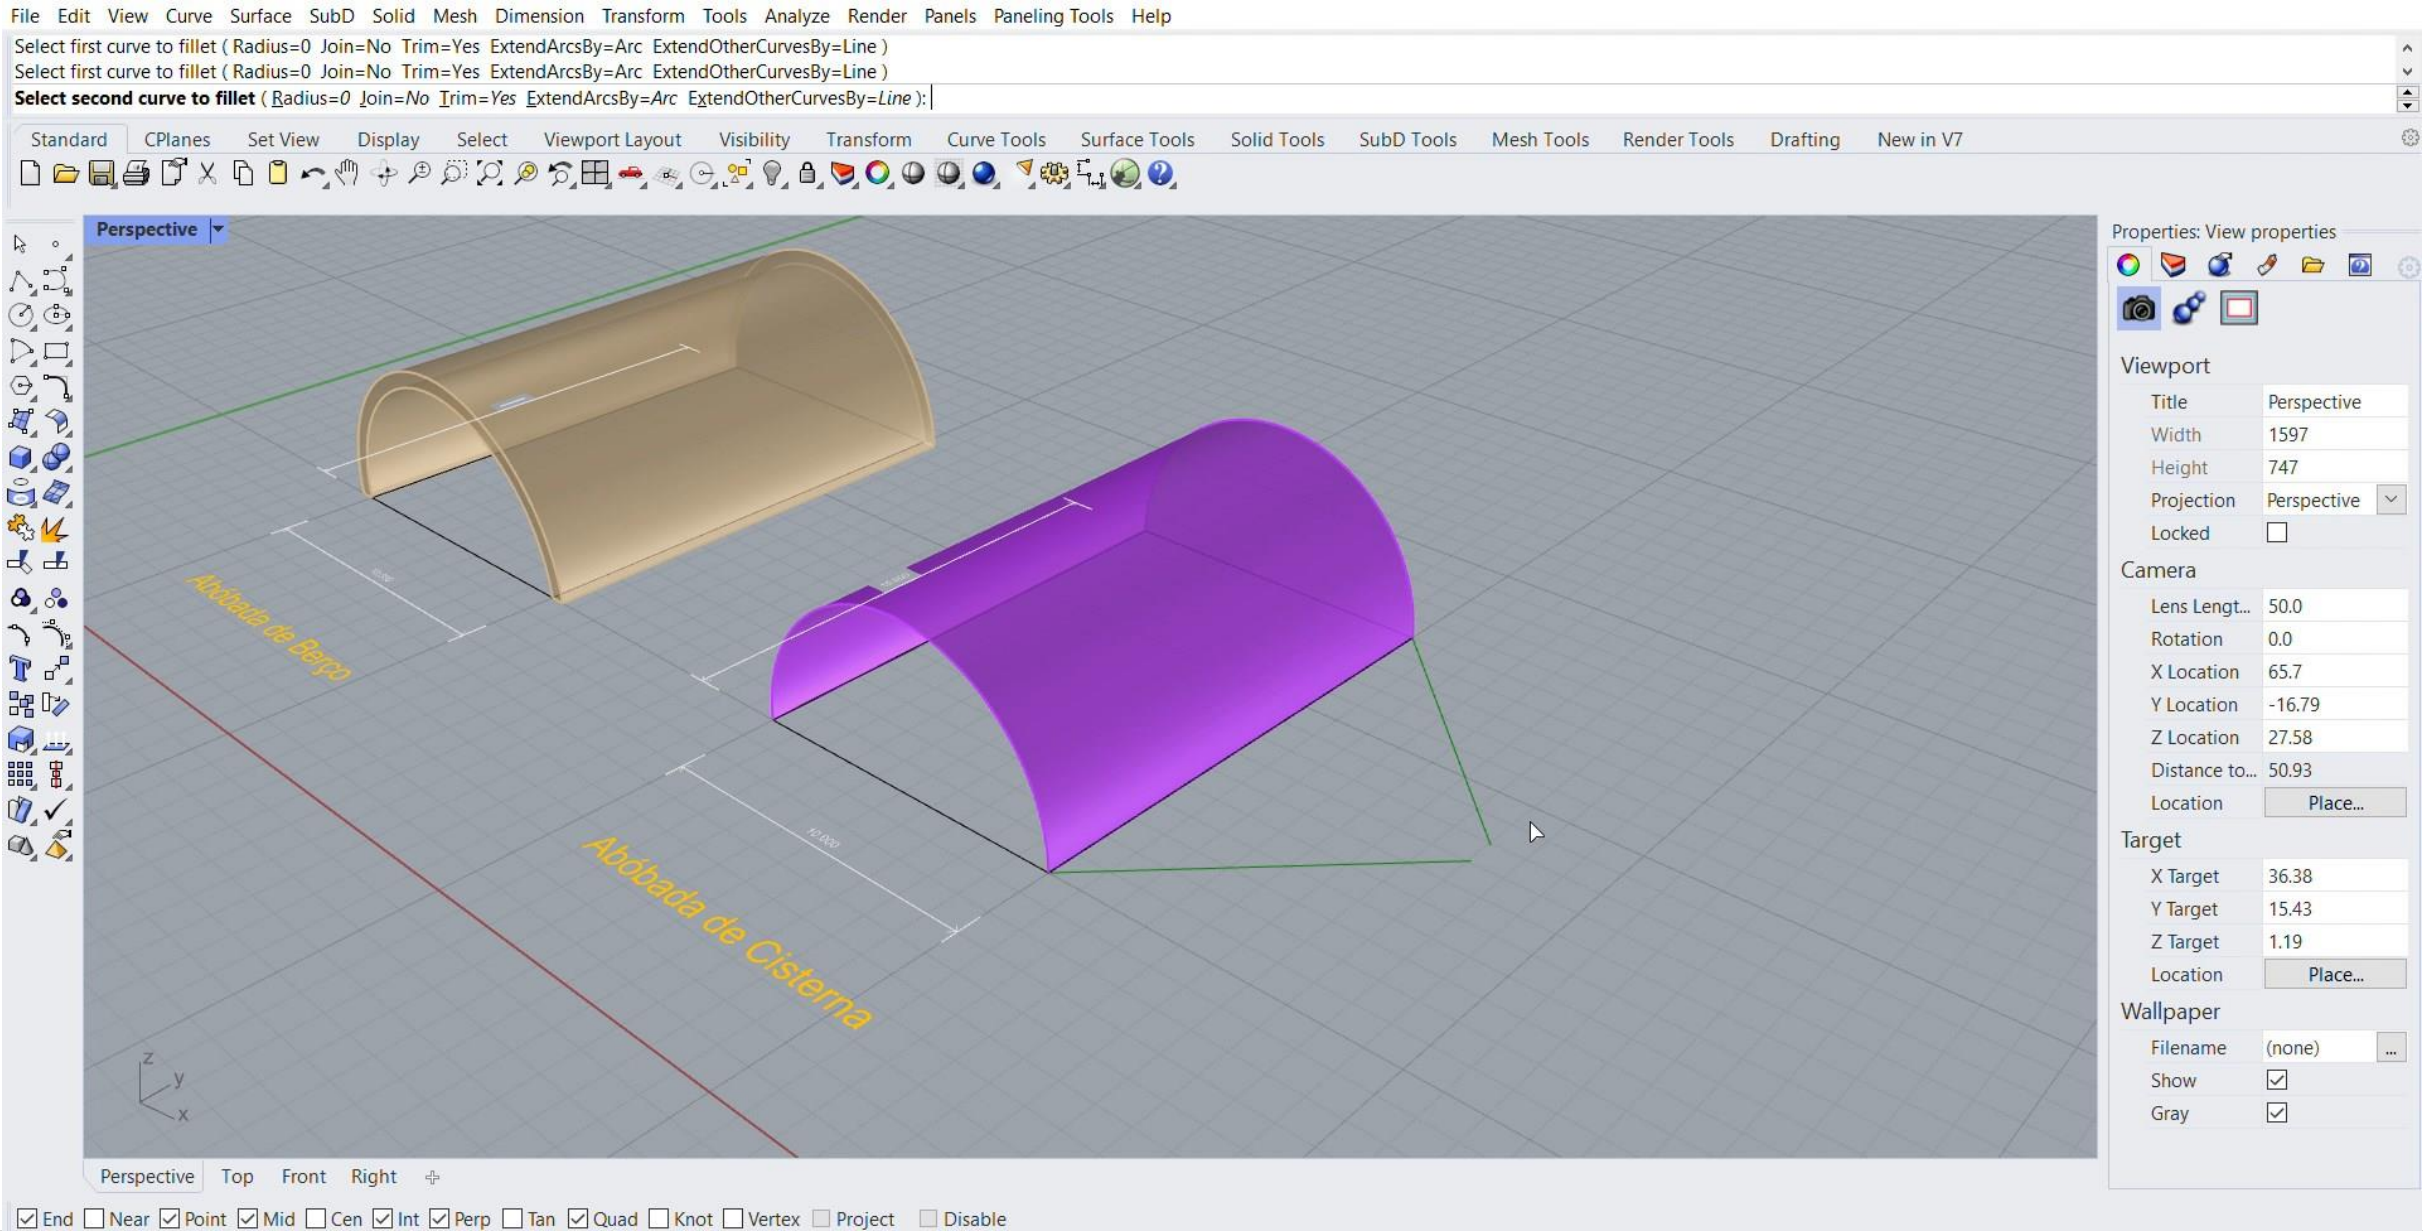 File Edit View Curve Surface SubD Solid Mesh Dimension Transform Tools Analyze Render Panels Paneling Tools Help
Select first curve to fillet ( Radius=0 Join=No Trim=Yes ExtendArcsBy=Arc ExtendOtherCurvesBy=Line )
Select first curve to fillet ( Radius=0 Join=No Trim=Yes ExtendArcsBy=Arc ExtendOtherCurvesBy=Line )
Select second curve to fillet ( Radius=0 Join=No Trim=Yes ExtendArcsBy=Arc ExtendOtherCurvesBy=Line ):
Standard CPlanes Set View Display Select Viewport Layout Visibility Transform Curve Tools Surface Tools Solid Tools SubD Tools Mesh Tools Render Tools Drafting New in V7
Perspective
Abóbada de Berço
10.000
Abóbada de Cisterna
z
y
x
Properties: View properties
Viewport
Title Perspective
Width 1597
Height 747
Projection Perspective
Locked
Camera
Lens Lengt... 50.0
Rotation 0.0
X Location 65.7
Y Location -16.79
Z Location 27.58
Distance to... 50.93
Location Place...
Target
X Target 36.38
Y Target 15.43
Z Target 1.19
Location Place...
Wallpaper
Filename (none) ...
Show
Gray
Perspective Top Front Right
End Near Point Mid Cen Int Perp Tan Quad Knot Vertex Project Disable